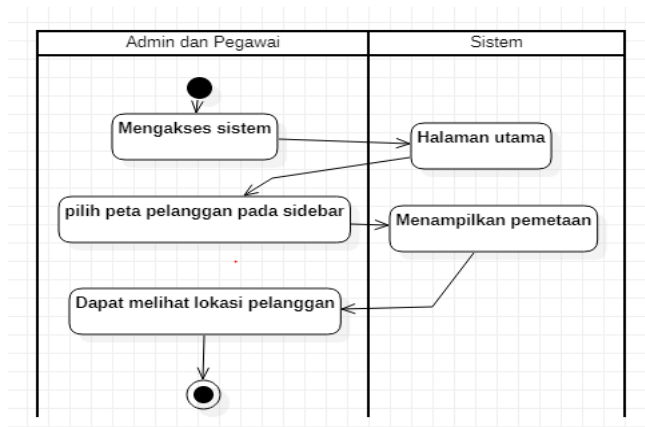 Admin dan Pegawai
Sistem
Mengakses sistem
Halaman utama
pilih peta pelanggan pada sidebar
Menampilkan pemetaan
Dapat melihat lokasi pelanggan